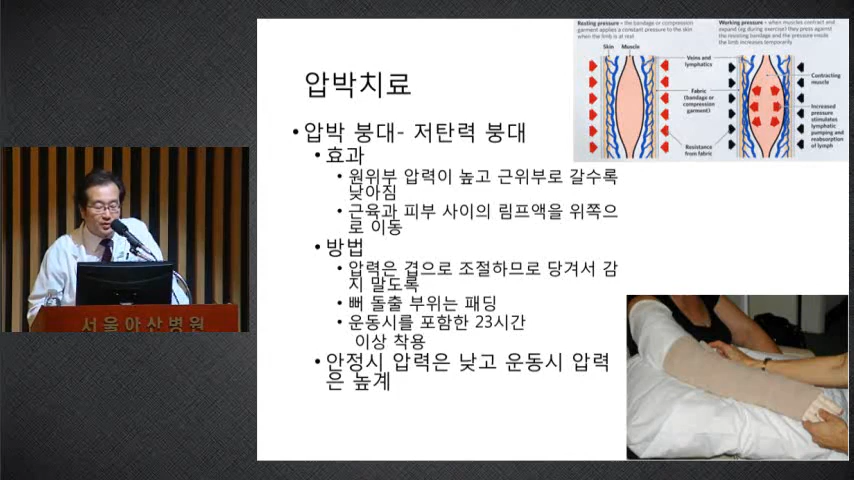 Resting pressure – the bandage or compression
garment applies a constant pressure to the skin
when the limb is at rest
Working pressure – when muscles contract and
expand (eg during exercise) they press against
the resisting bandage and the pressure inside
the limb increases temporarily
Skin Muscle
Veins and
lymphatics
Fabric
(bandage or
compression
garment)
Resistance
from fabric
Contracting
muscle
Increased
pressure
stimulates
lymphatic
pumping and
reabsorption
of lymph
압박치료
• 압박 붕대- 저탄력 붕대
• 효과
• 원위부 압력이 높고 근위부로 갈수록
낮아짐
• 근육과 피부 사이의 림프액을 위쪽으
로 이동
• 방법
• 압력은 겹으로 조절하므로 당겨서 감
지 말도록
• 뼈 돌출 부위는 패딩
• 운동시를 포함한 23시간
이상 착용
• 안정시 압력은 낮고 운동시 압력
은 높계
서울아산병원